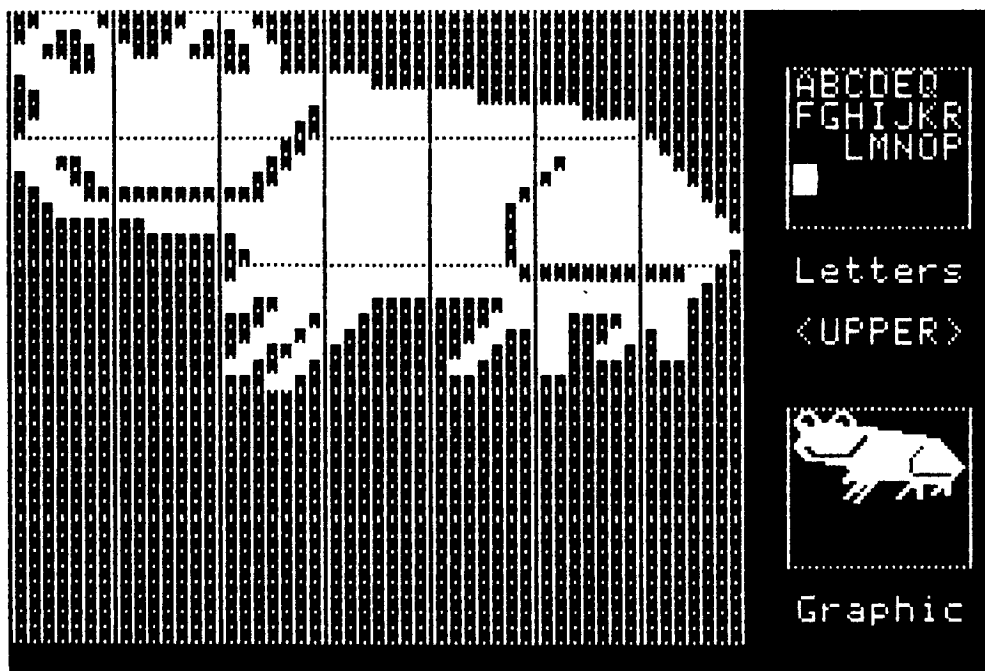 ABCDEQ
FGHIJKR
LMNOP
Letters
<UPPER>
Graphic